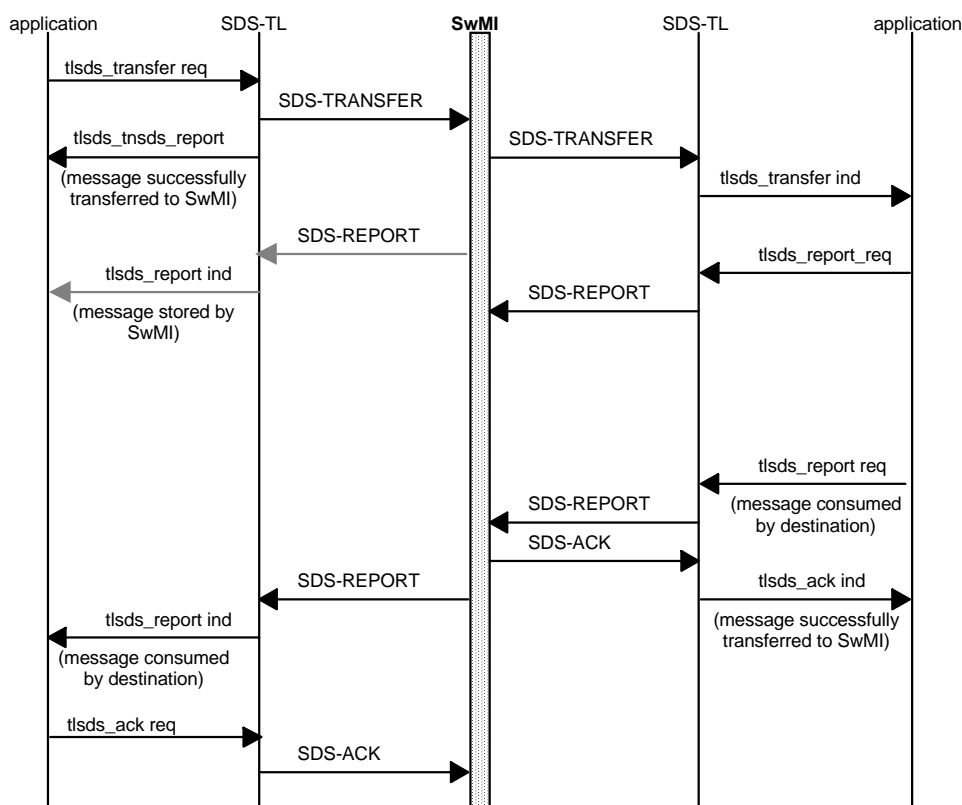 application
SDS-TL
SwMI
SDS-TL
application
tlsds_transfer req
SDS-TRANSFER
tlsds_tnsds_report
SDS-TRANSFER
(message successfully
transferred to SwMI)
tlsds_transfer ind
SDS-REPORT
tlsds_report_req
tlsds_report ind
SDS-REPORT
(message stored by
SwMI)
tlsds_report req
SDS-REPORT
(message consumed
by destination)
SDS-ACK
SDS-REPORT
tlsds_ack ind
tlsds_report ind
(message successfully
transferred to SwMI)
(message consumed
by destination)
tlsds_ack req
SDS-ACK